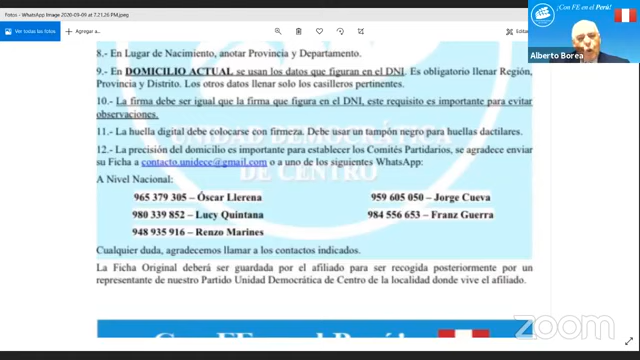 Fotos - WhatsApp Image 2020-09-09 at 7.21.26 PM.jpeg
Ver todas las fotos
Agregar a...
Editar
¡Con FE en el Perú!
Alberto Borea
8.- En Lugar de Nacimiento, anotar Provincia y Departamento.
9.- En DOMICILIO ACTUAL se usan los datos que figuran en el DNI. Es obligatorio llenar Región,
Provincia y Distrito. Los otros datos llenar solo los casilleros pertinentes.
10.- La firma debe ser igual que la firma que figura en el DNI, este requisito es importante para evitar
observaciones.
11.- La huella digital debe colocarse con firmeza. Debe usar un tampón negro para huellas dactilares.
12.- La precisión del domicilio es importante para establecer los Comités Partidarios, se agradece enviar
su Ficha a contacto.unidece@gmail.com o a uno de los siguientes WhatsApp:
UNIDAD DEMOCRÁTICA
DE CENTRO
A Nivel Nacional:
965 379 305 – Óscar Llerena
959 605 050 – Jorge Cueva
980 339 852 – Lucy Quintana
984 556 653 – Franz Guerra
948 935 916 – Renzo Marines
Cualquier duda, agradecemos llamar a los contactos indicados.
La Ficha Original deberá ser guardada por el afiliado para ser recogida posteriormente por un
representante de nuestro Partido Unidad Democrática de Centro de la localidad donde vive el afiliado.
¡Con FE en el Perú!
zoom